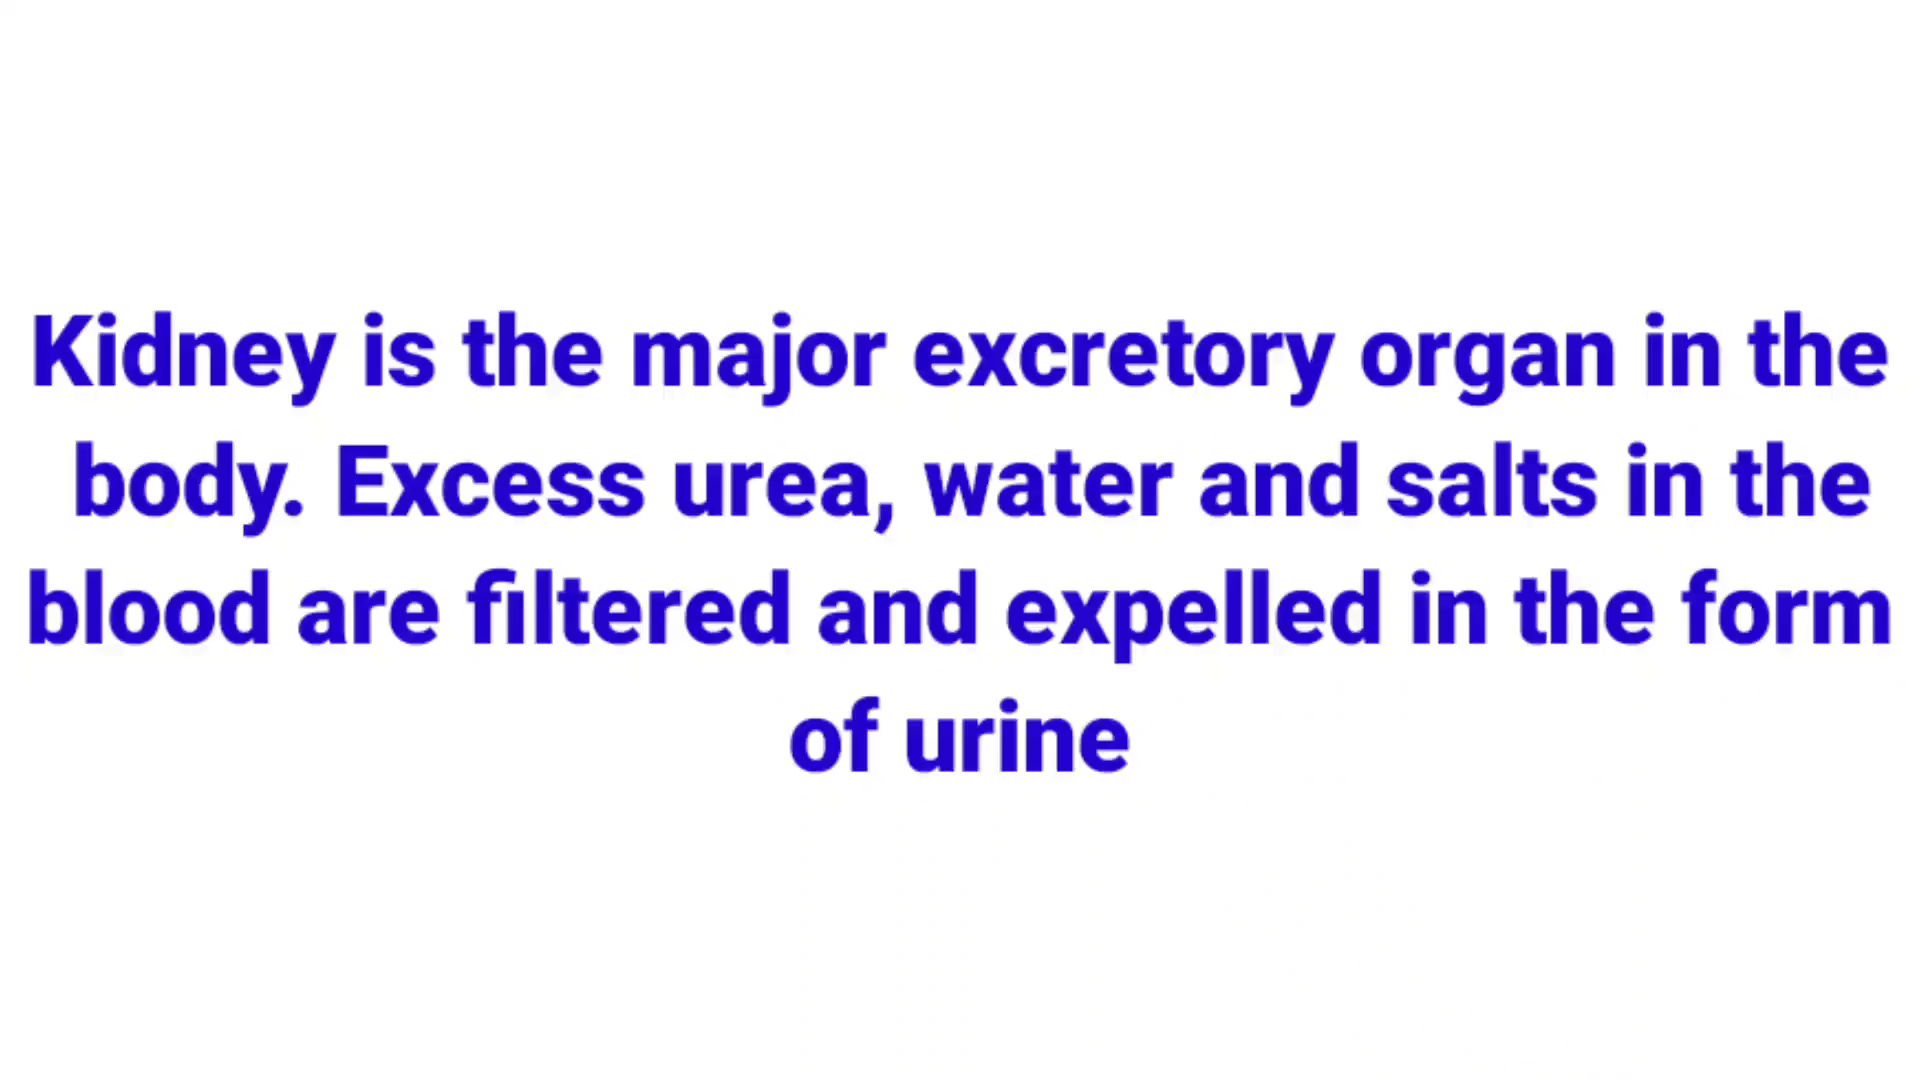 Kidney is the major excretory organ in the
body. Excess urea, water and salts in the
blood are filtered and expelled in the form
of urine